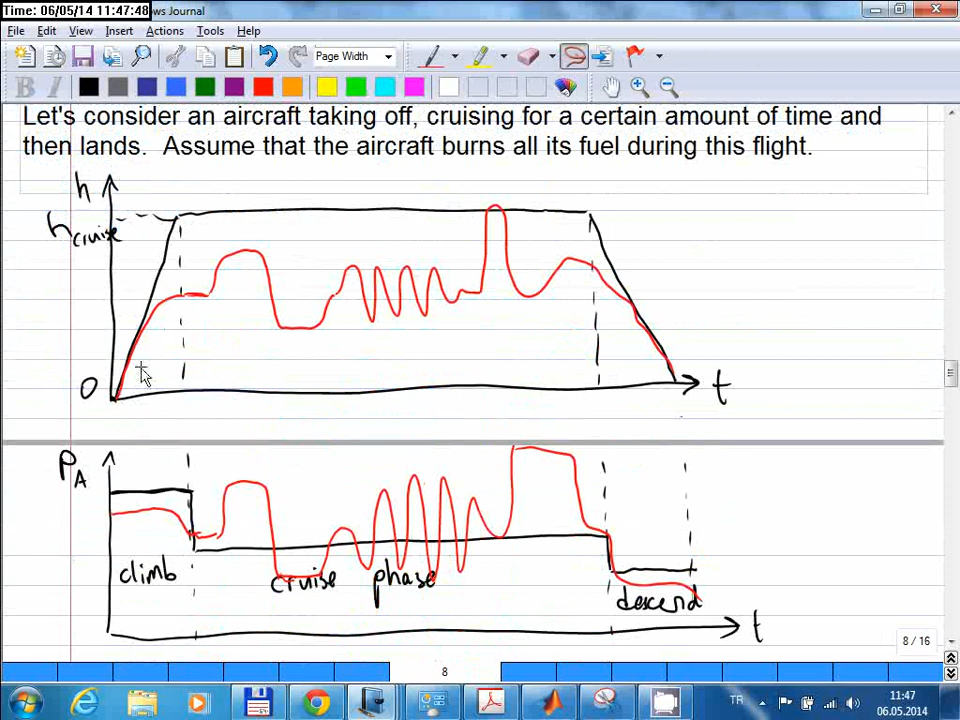 Time: 06/05/14 11:47:48
ows Journal
File Edit View Insert Actions Tools Help
Page Width
B I
Let's consider an aircraft taking off, cruising for a certain amount of time and
then lands. Assume that the aircraft burns all its fuel during this flight.
h
hcruise
0
t
PA
climb
cruise phase
descend
t
8 / 16
8
TR
11:47
06.05.2014